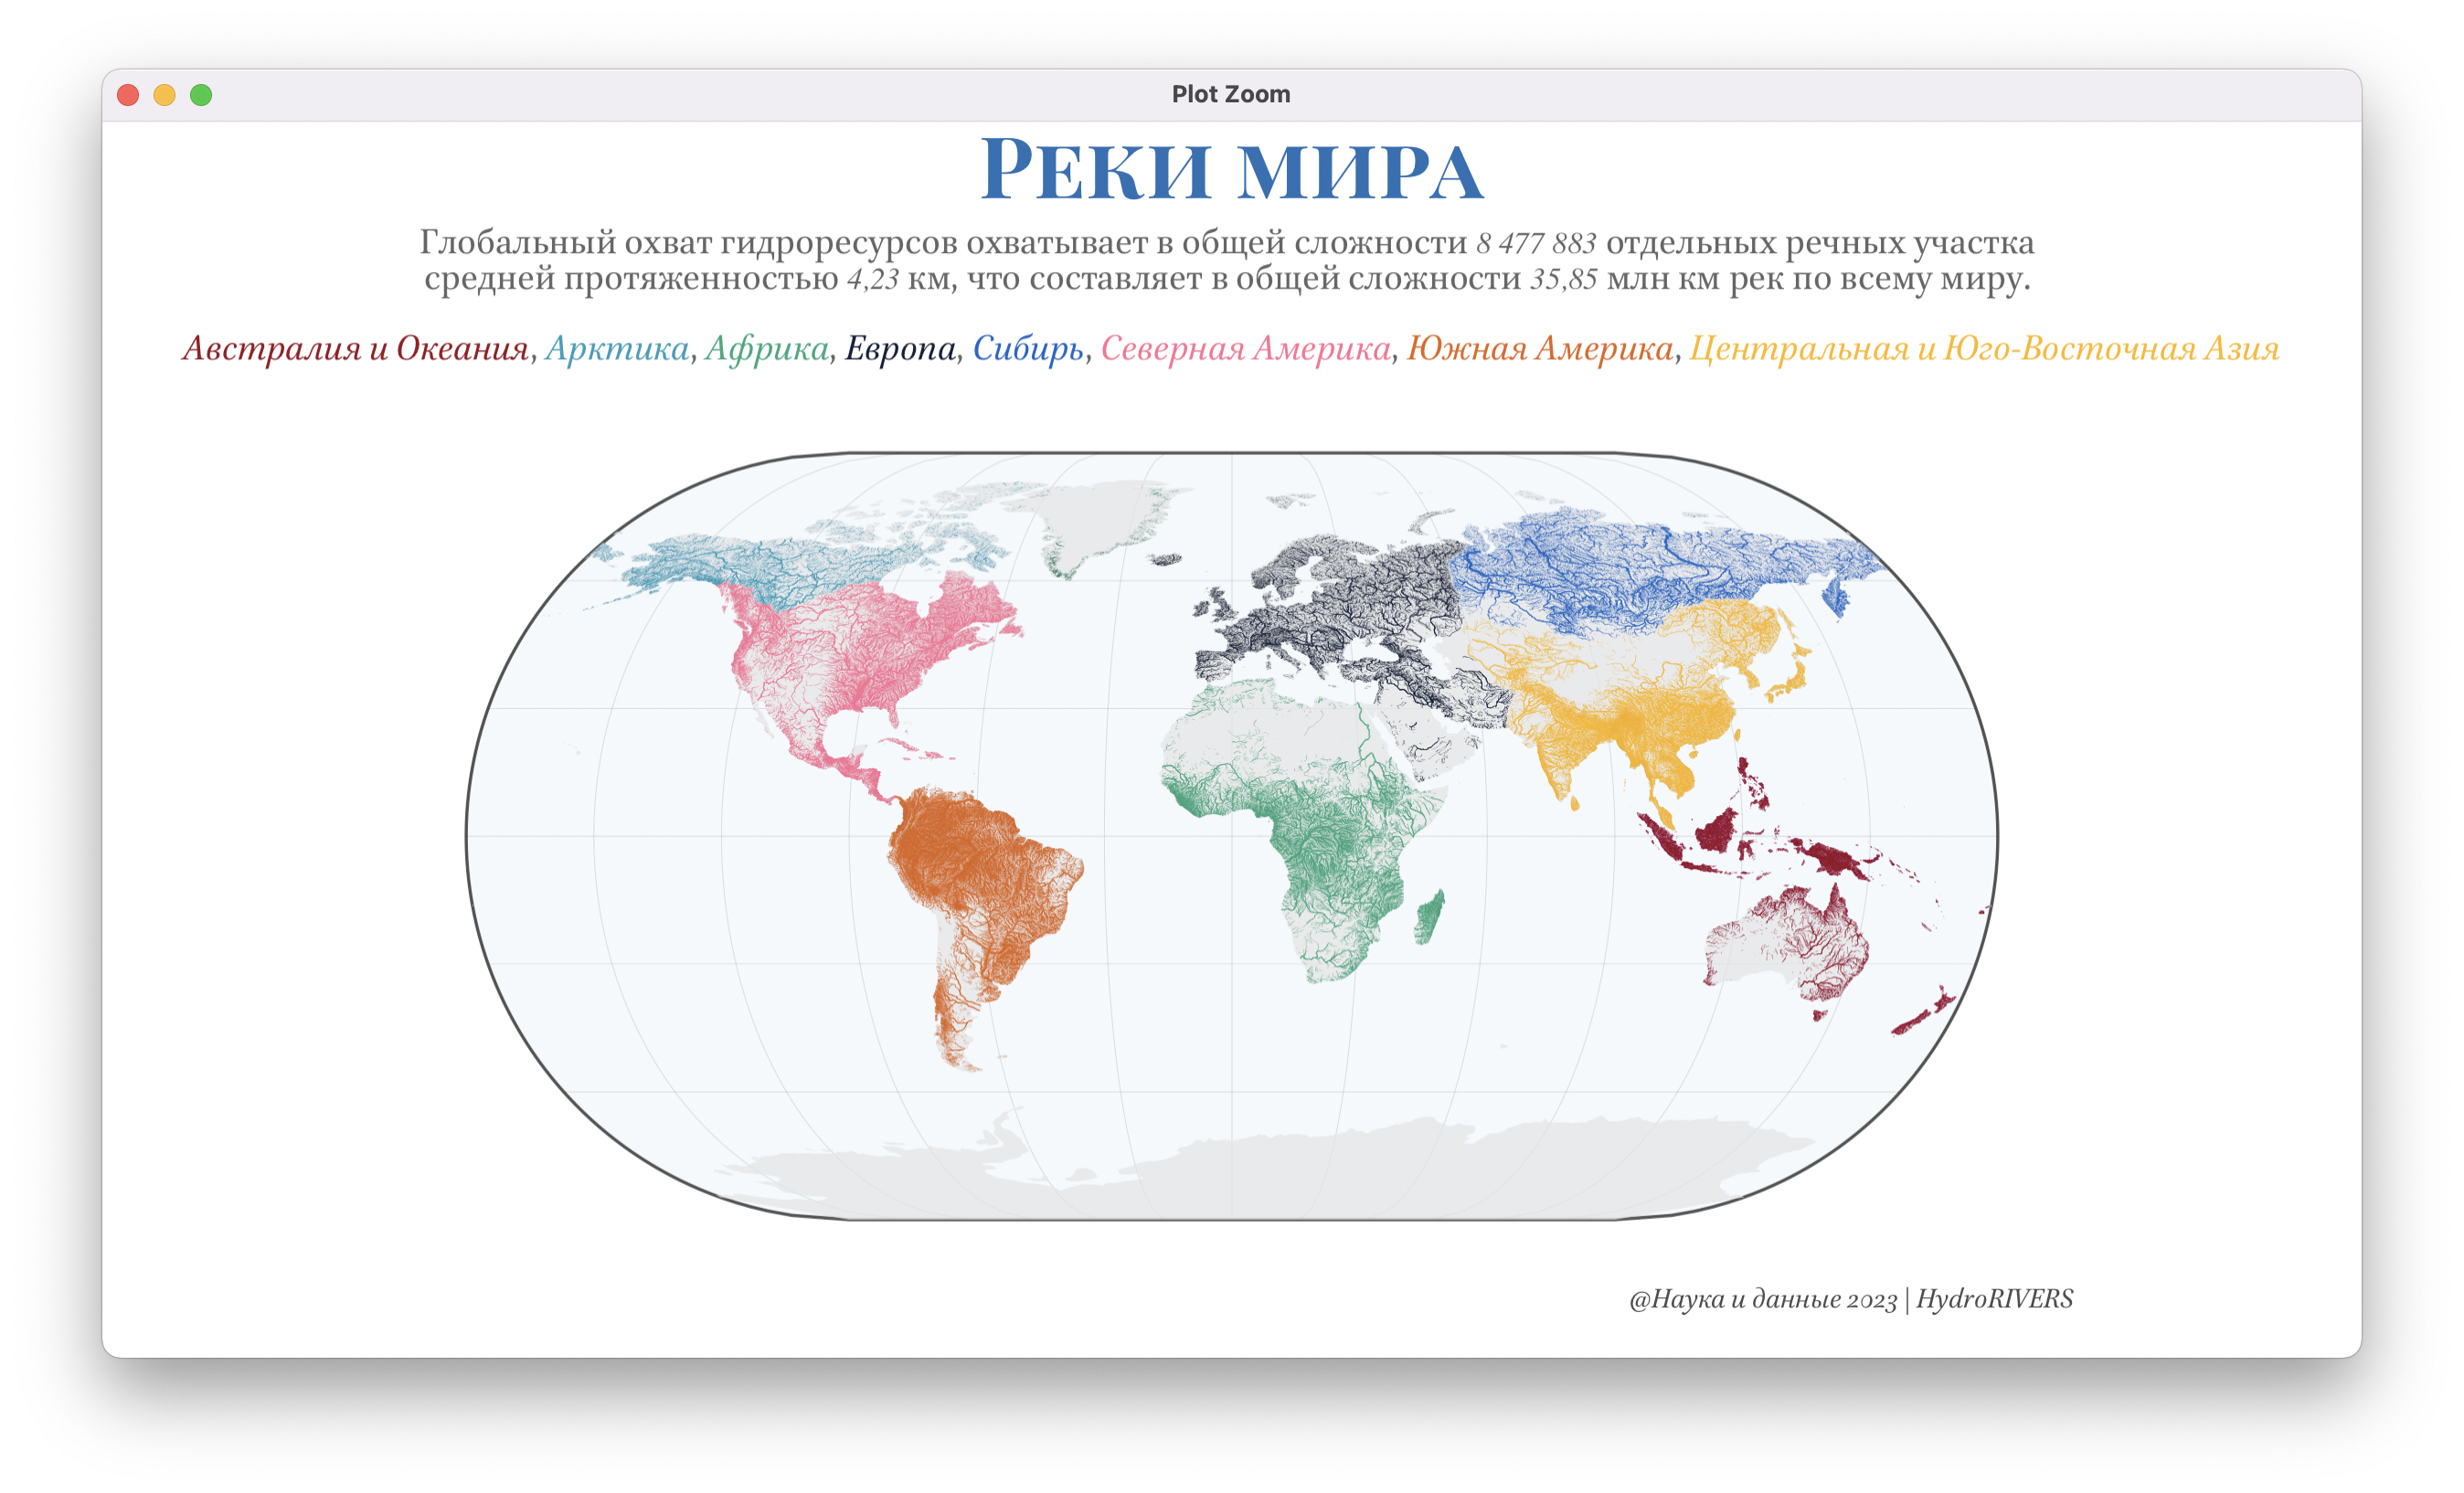 Plot Zoom
Реки мира
Глобальный охват гидроресурсов охватывает в общей сложности 8 477 883 отдельных речных участка
средней протяженностью 4,23 км, что составляет в общей сложности 35,85 млн км рек по всему миру.
Австралия и Океания, Арктика, Африка, Европа, Сибирь, Северная Америка, Южная Америка, Центральная и Юго-Восточная Азия
@Наука и данные 2023 | HydroRIVERS